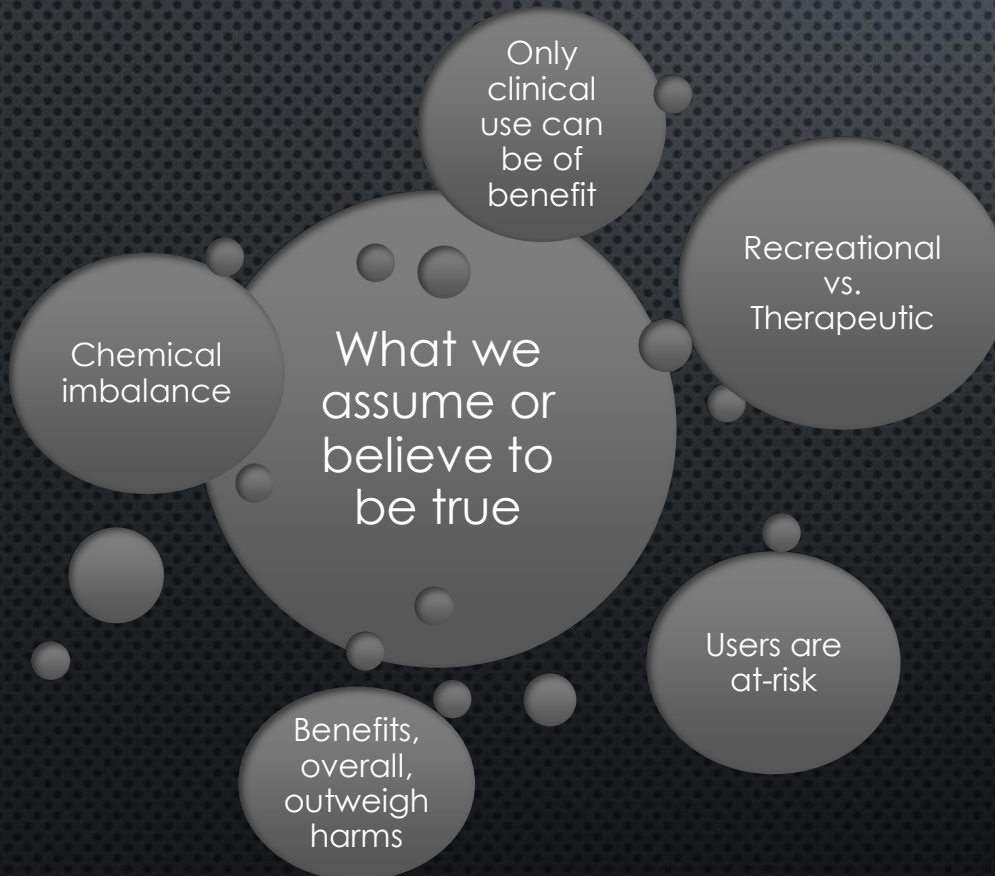 Only
clinical
use can
be of
benefit
Recreational
vs.
Therapeutic
Chemical
imbalance
What we
assume or
believe to
be true
Users are
at-risk
Benefits,
overall,
outweigh
harms